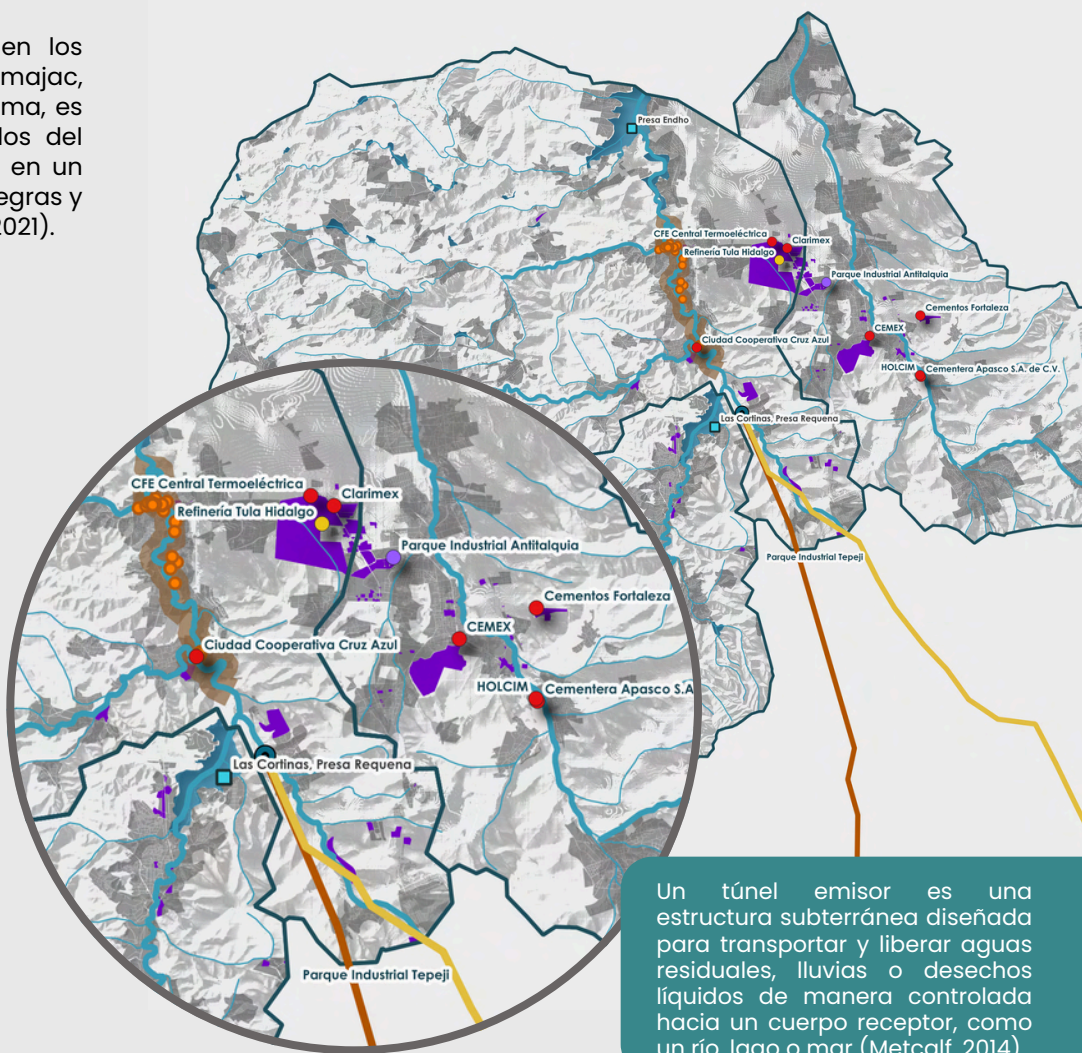 en los
majac,
ma, es
los del
en un
egras y
2021).
Presa Endho
CFE Central Termoeléctrica
Clarimex
Refinería Tula Hidalgo
Parque Industrial Antitalquia
Cementos Fortaleza
CEMEX
Ciudad Cooperativa Cruz Azul
HOLCIM
Cementera Apasco S.A. de C.V.
Las Cortinas, Presa Requena
Parque Industrial Tepeji
CFE Central Termoeléctrica
Clarimex
Refinería Tula Hidalgo
Parque Industrial Antitalquia
Cementos Fortaleza
CEMEX
Ciudad Cooperativa Cruz Azul
HOLCIM
Cementera Apasco S.A
Las Cortinas, Presa Requena
Parque Industrial Tepeji
Un túnel emisor es una
estructura subterránea diseñada
para transportar y liberar aguas
residuales, lluvias o desechos
líquidos de manera controlada
hacia un cuerpo receptor, como
un río, lago o mar (Metcalf, 2014)